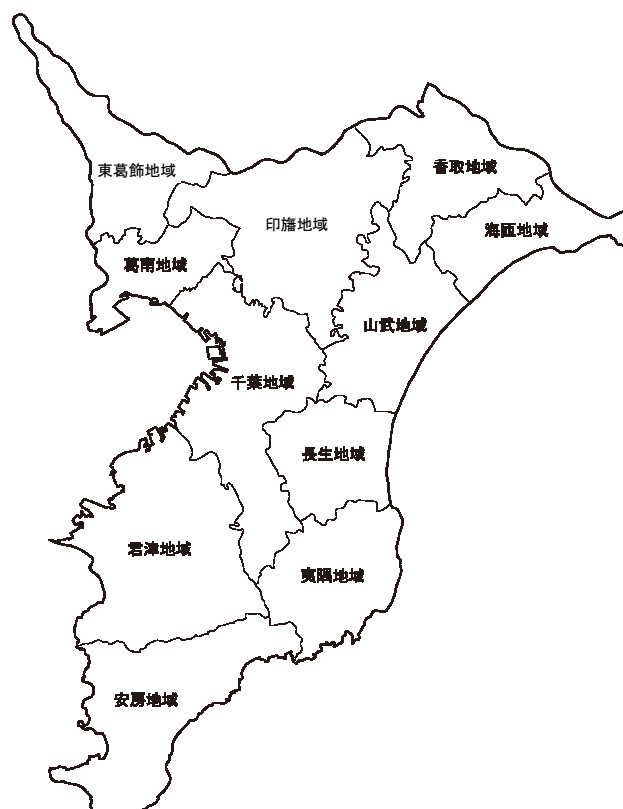 東葛飾地域
香取地域
印旛地域
海匝地域
葛南地域
山武地域
千葉地域
長生地域
君津地域
夷隅地域
安房地域